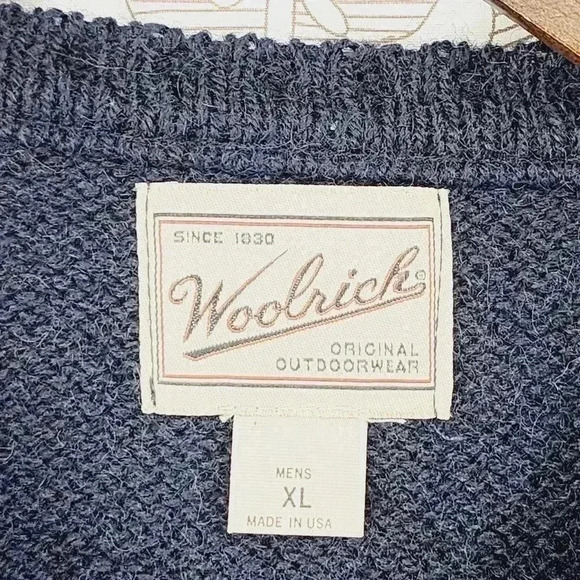 SINCE 1830
Woolrich®
ORIGINAL
OUTDOORWEAR
MENS
XL
MADE IN USA